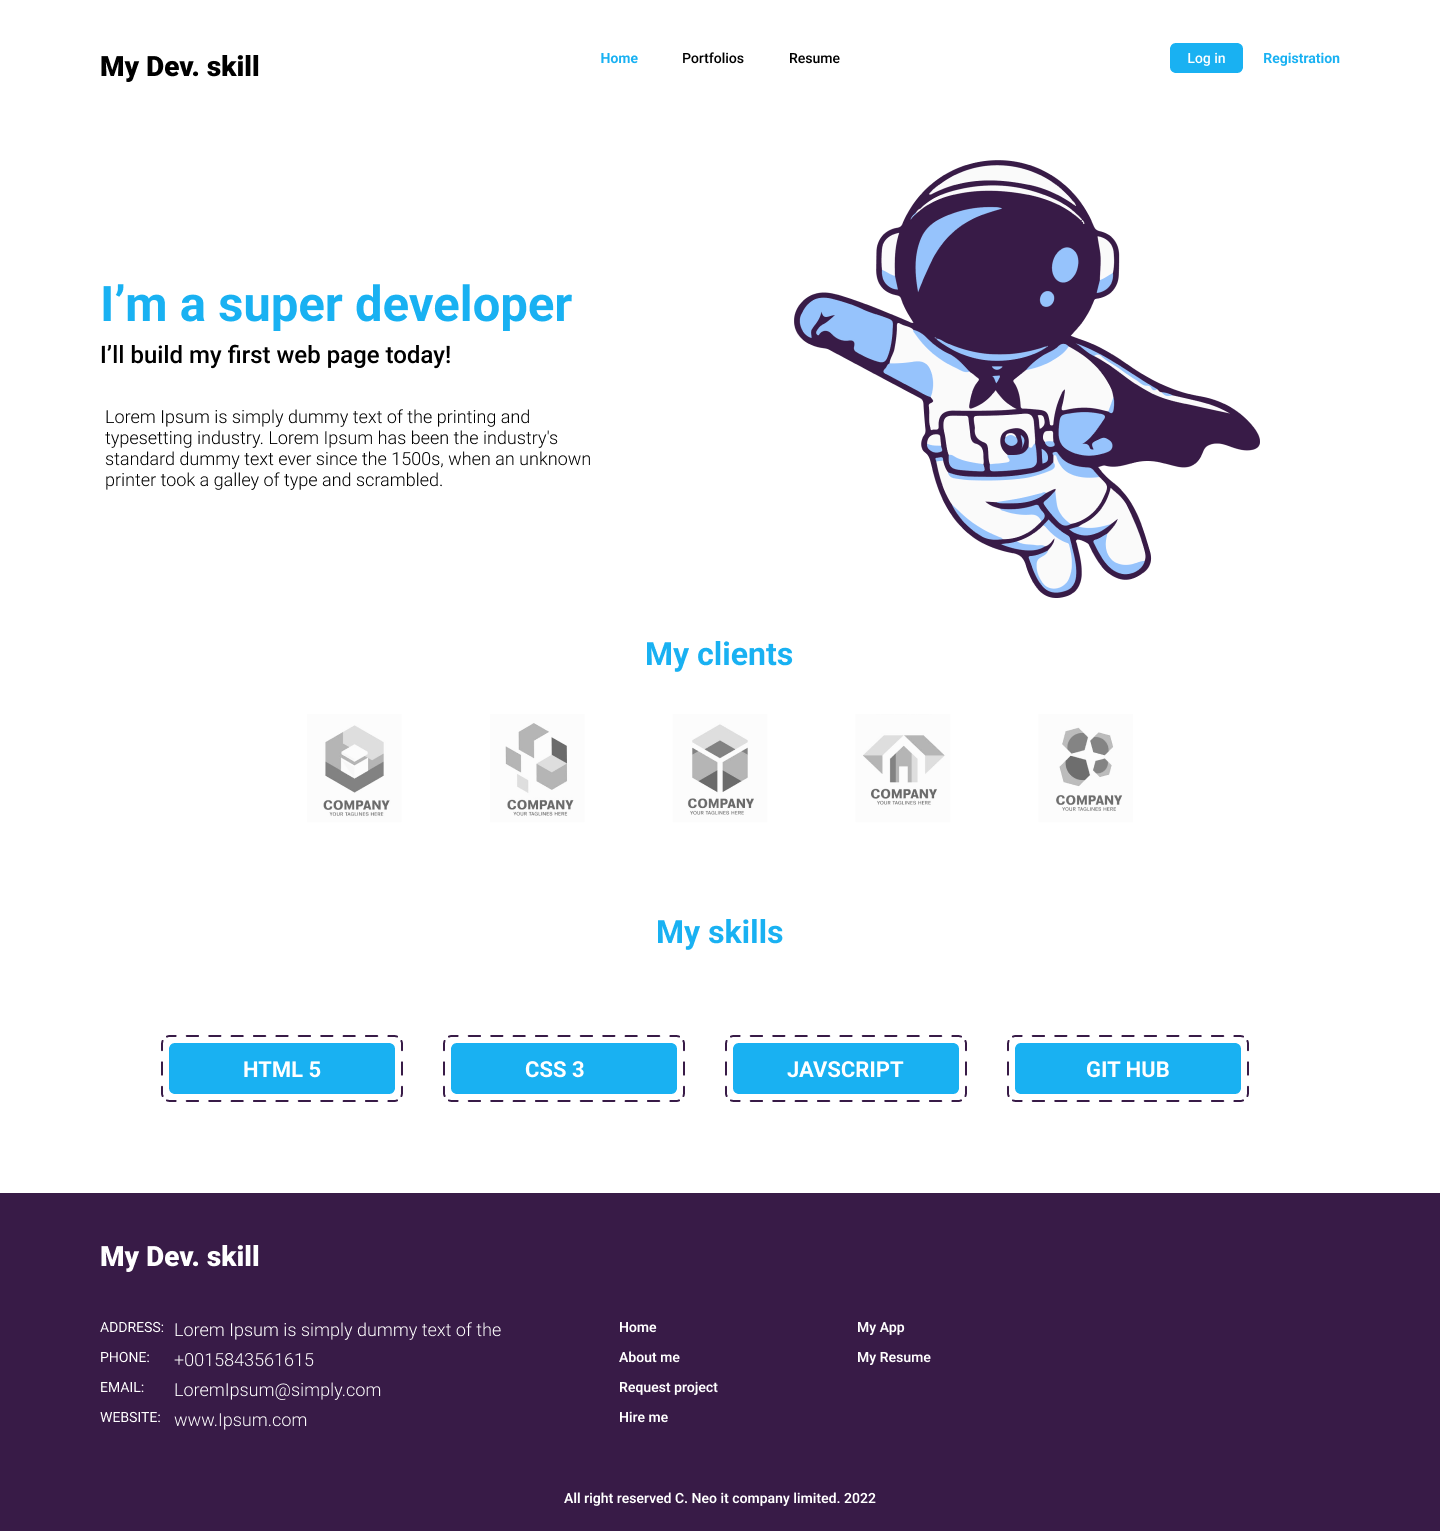 My Dev. skill
Home Portfolios Resume
Log in Registration
I’m a super developer
I’ll build my first web page today!
Lorem Ipsum is simply dummy text of the printing and
typesetting industry. Lorem Ipsum has been the industry's
standard dummy text ever since the 1500s, when an unknown
printer took a galley of type and scrambled.
My clients
COMPANY
YOUR TAGLINES HERE
COMPANY
YOUR TAGLINES HERE
COMPANY
YOUR TAGLINES HERE
COMPANY
YOUR TAGLINES HERE
COMPANY
YOUR TAGLINES HERE
My skills
HTML 5
CSS 3
JAVSCRIPT
GIT HUB
My Dev. skill
ADDRESS: Lorem Ipsum is simply dummy text of the
PHONE: +0015843561615
EMAIL: LoremIpsum@simply.com
WEBSITE: www.Ipsum.com
Home
About me
Request project
Hire me
My App
My Resume
All right reserved C. Neo it company limited. 2022